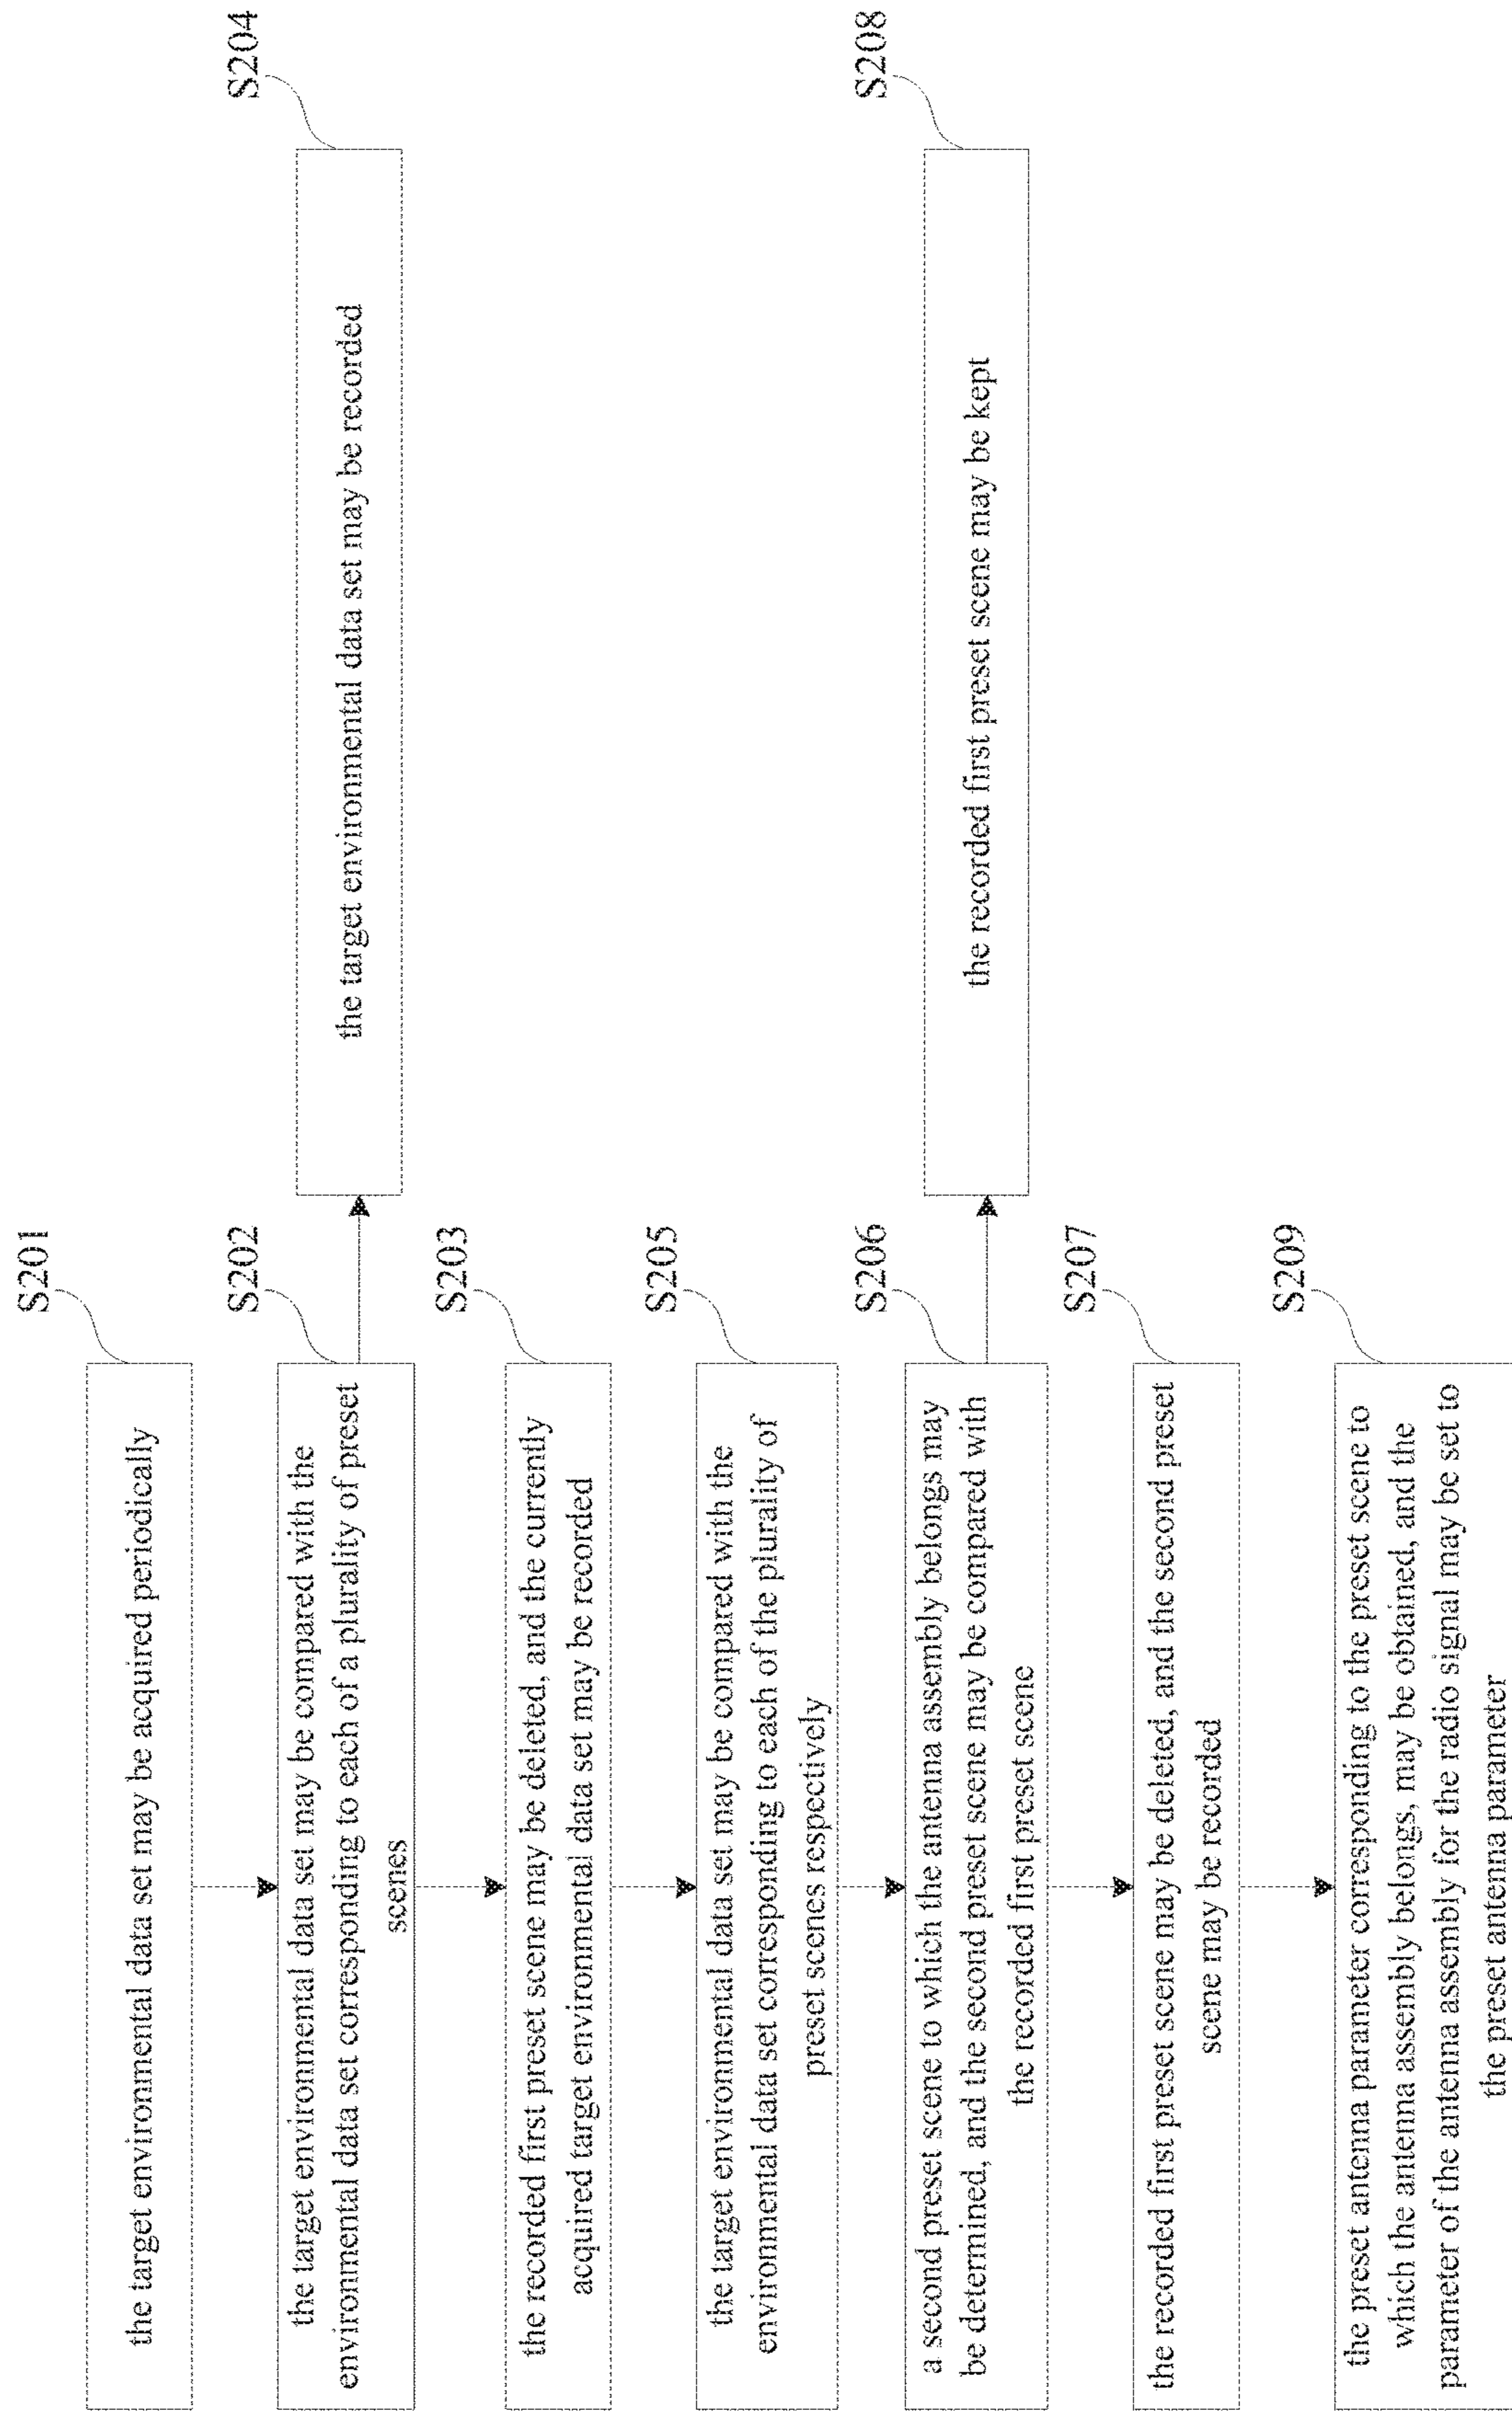 S201
the target environmental data set may be acquired periodically
S202
the target environmental data set may be compared with the
environmental data set corresponding to each of a plurality of preset
scenes
S204
the target environmental data set may be recorded
S203
the recorded first preset scene may be deleted, and the currently
acquired target environmental data set may be recorded
S205
the target environmental data set may be compared with the
environmental data set corresponding to each of the plurality of
preset scenes respectively
S206
a second preset scene to which the antenna assembly belongs may
be determined, and the second preset scene may be compared with
the recorded first preset scene
S208
the recorded first preset scene may be kept
S207
the recorded first preset scene may be deleted, and the second preset
scene may be recorded
S209
the preset antenna parameter corresponding to the preset scene to
which the antenna assembly belongs, may be obtained, and the
parameter of the antenna assembly for the radio signal may be set to
the preset antenna parameter